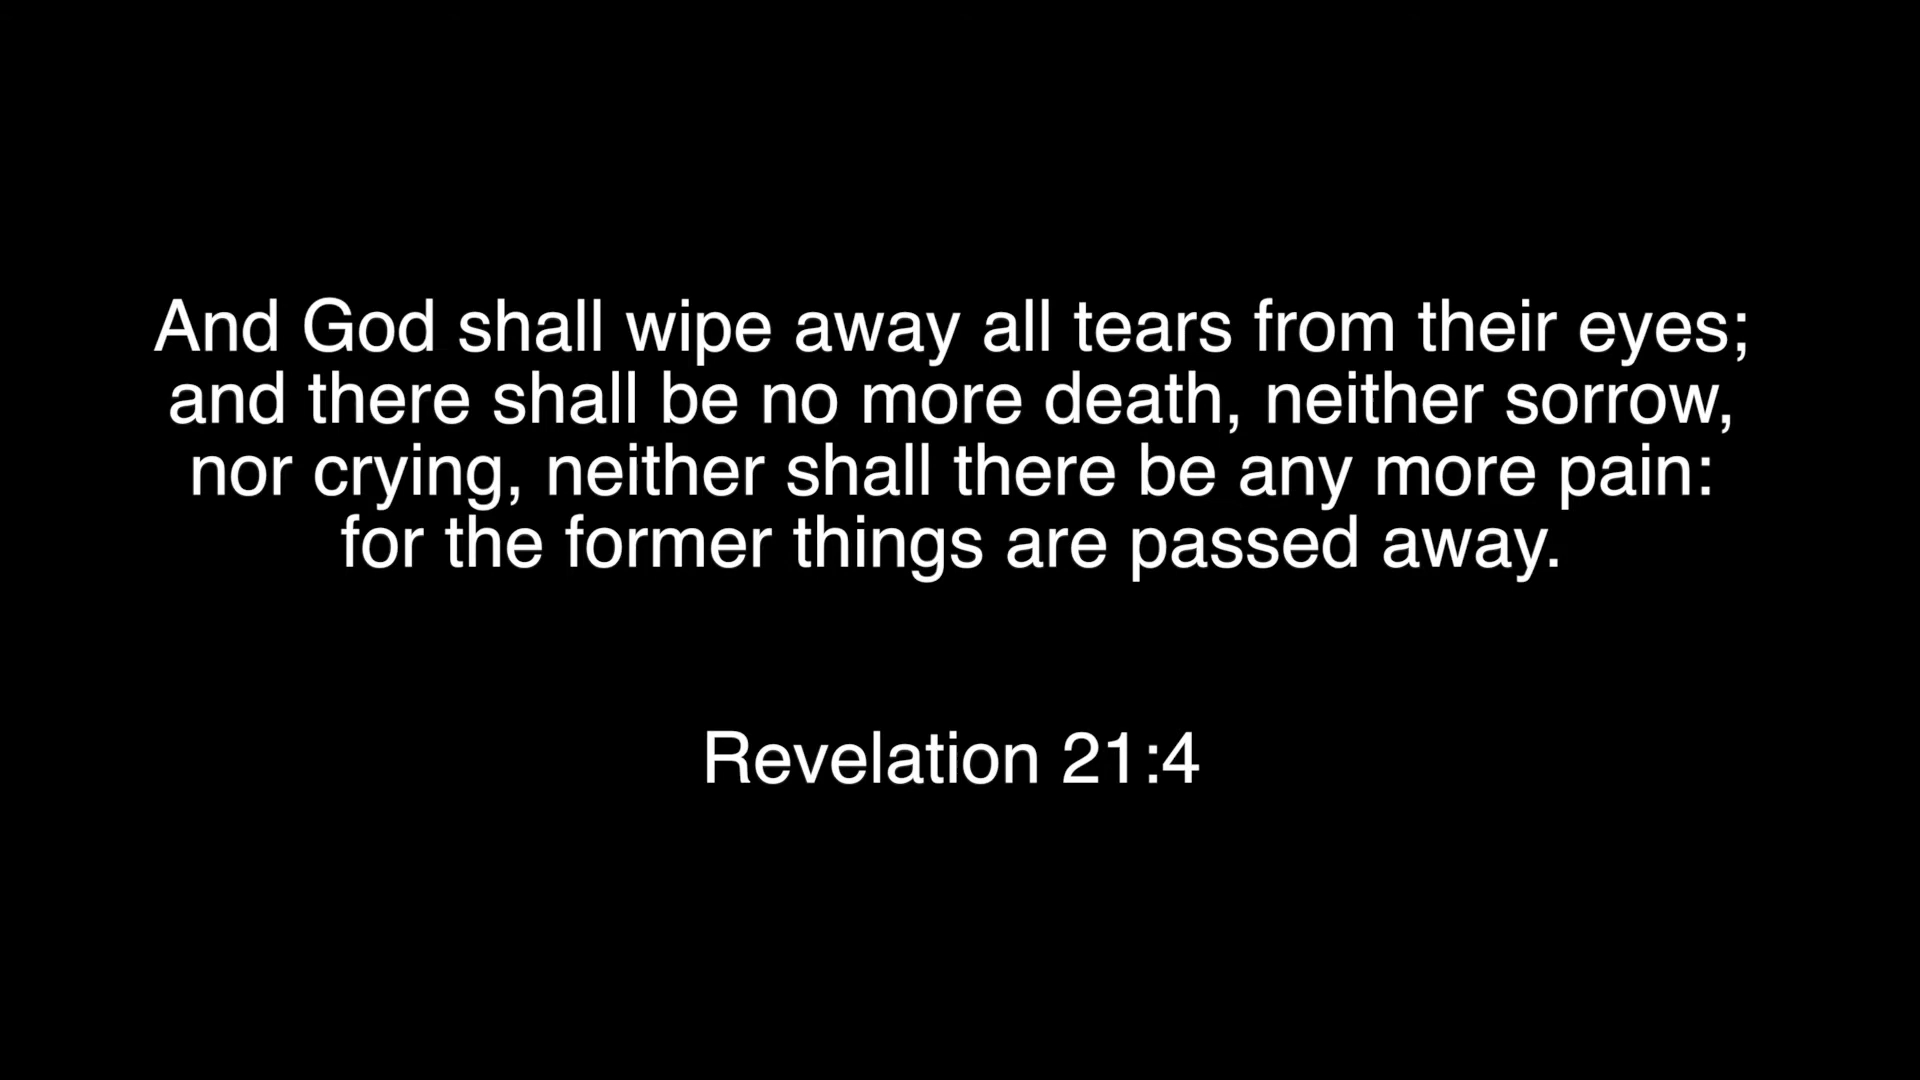 And God shall wipe away all tears from their eyes;
and there shall be no more death, neither sorrow,
nor crying, neither shall there be any more pain:
for the former things are passed away.
Revelation 21:4